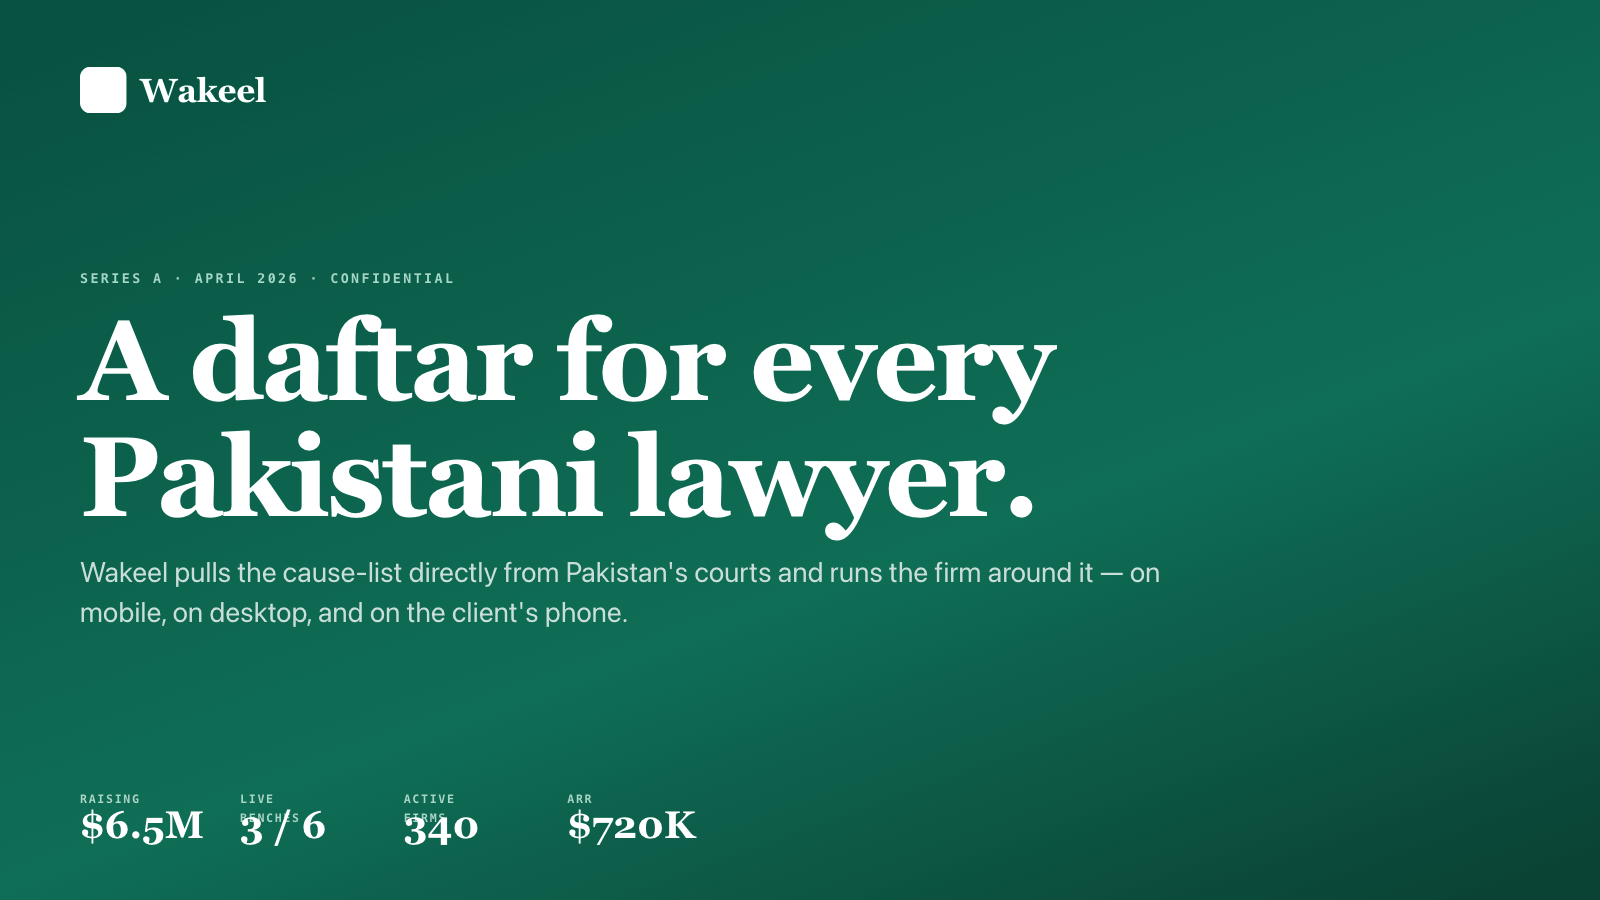 Wakeel
SERIES A · APRIL 2026 · CONFIDENTIAL
A daftar for every
Pakistani lawyer.
Wakeel pulls the cause-list directly from Pakistan's courts and runs the firm around it — on
mobile, on desktop, and on the client's phone.
RAISING
$6.5M
LIVE
BENCHES
3 / 6
ACTIVE
FIRMS
340
ARR
$720K